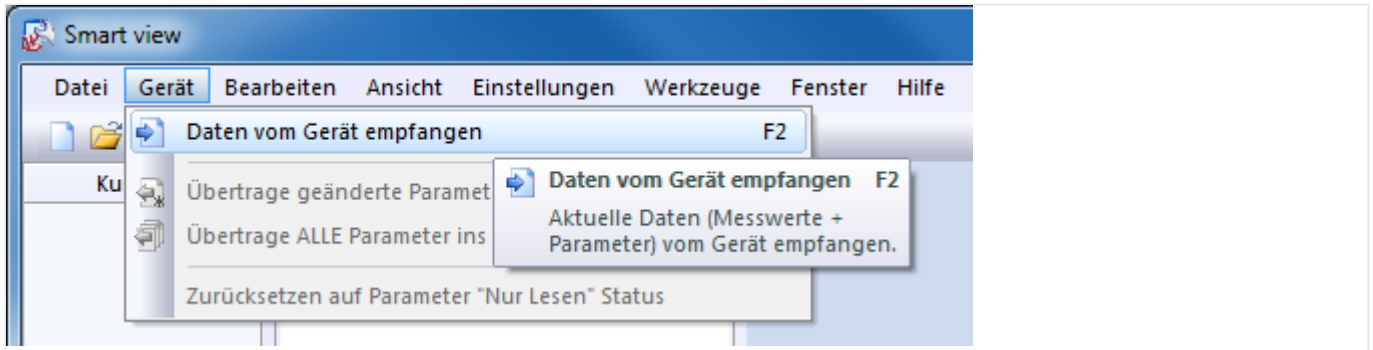 Smart view
Datei Gerät Bearbeiten Ansicht Einstellungen Werkzeuge Fenster Hilfe
Daten vom Gerät empfangen F2
Übertrage geänderte
Daten vom Gerät empfangen F2
Aktuelle Daten (Messwerte +
Parameter) vom Gerät empfangen.
Übertrage ALLE Parameter ins
Zurücksetzen auf Parameter "Nur Lesen" Status